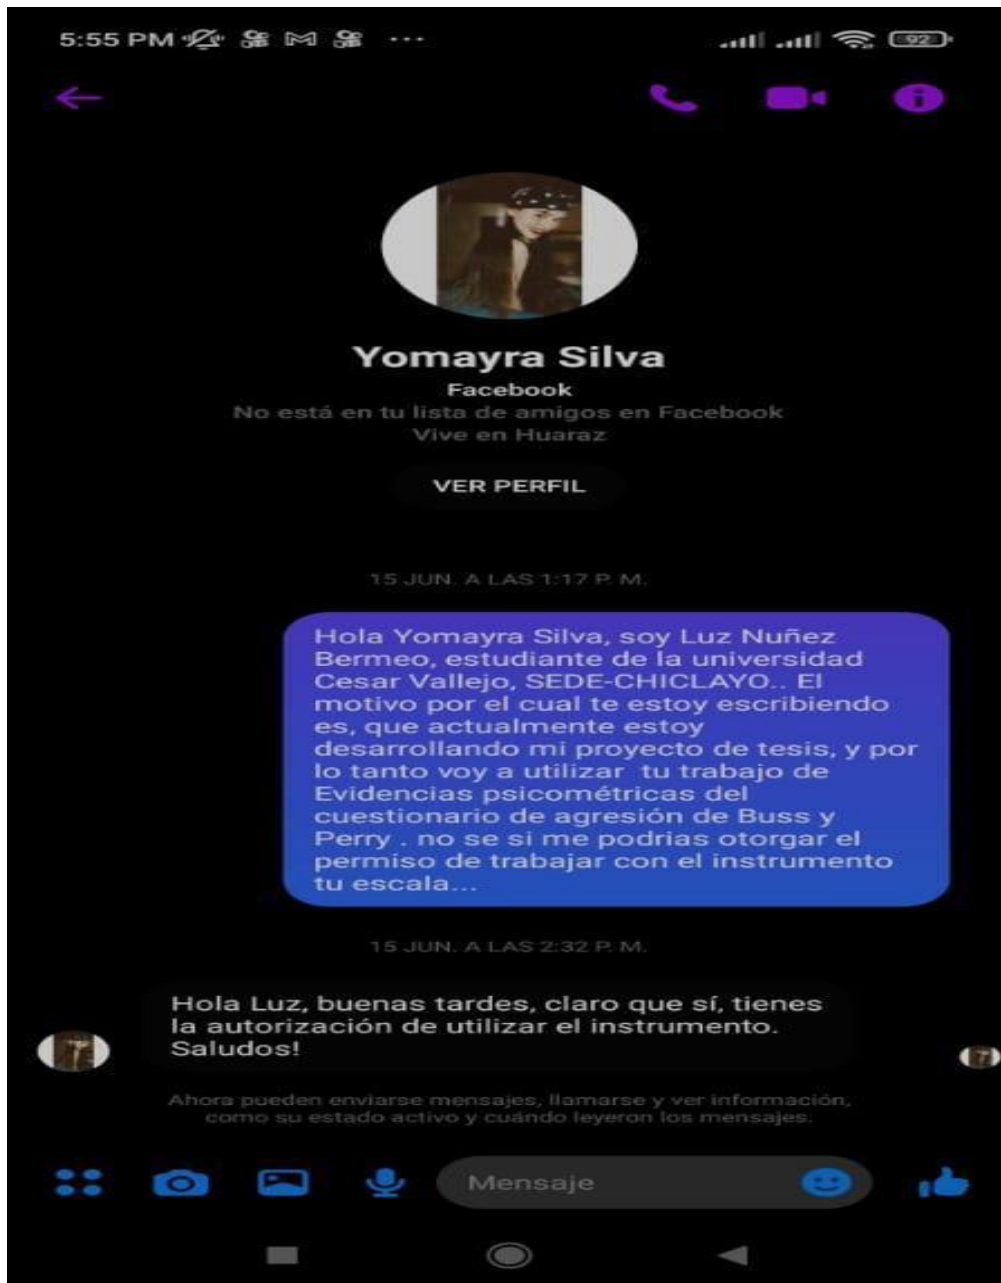 5:55 PM
92
Yomayra Silva
Facebook
No está en tu lista de amigos en Facebook
Vive en Huaraz
VER PERFIL
15 JUN. A LAS 1:17 P. M.
Hola Yomayra Silva, soy Luz Nuñez
Bermeo, estudiante de la universidad
Cesar Vallejo, SEDE-CHICLAYO.. El
motivo por el cual te estoy escribiendo
es, que actualmente estoy
desarrollando mi proyecto de tesis, y por
lo tanto voy a utilizar  tu trabajo de
Evidencias psicométricas del
cuestionario de agresión de Buss y
Perry . no se si me podrias otorgar el
permiso de trabajar con el instrumento
tu escala...
15 JUN. A LAS 2:32 P. M.
Hola Luz, buenas tardes, claro que sí, tienes
la autorización de utilizar el instrumento.
Saludos!
Ahora pueden enviarse mensajes, llamarse y ver información,
como su estado activo y cuándo leyeron los mensajes.
Mensaje